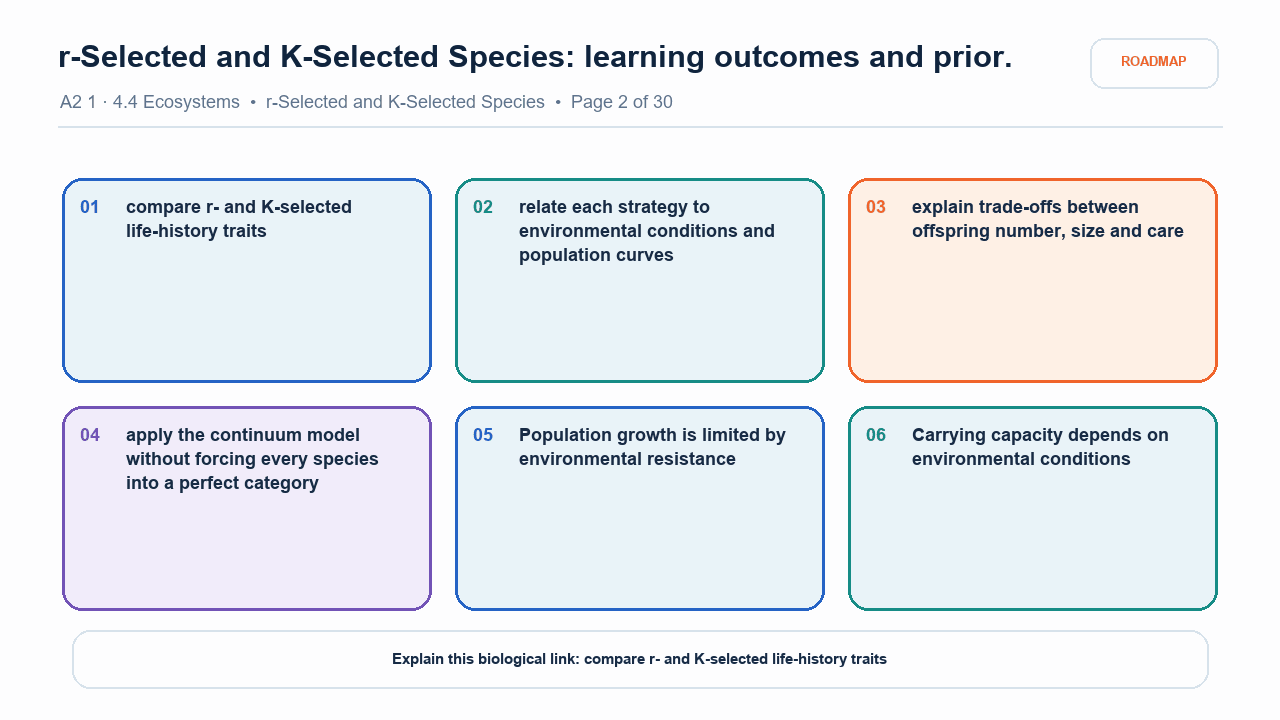 r-Selected and K-Selected Species: learning outcomes and prior.
ROADMAP
A2 1 · 4.4 Ecosystems • r-Selected and K-Selected Species • Page 2 of 30
01 compare r- and K-selected
life-history traits
02 relate each strategy to
environmental conditions and
population curves
03 explain trade-offs between
offspring number, size and care
04 apply the continuum model
without forcing every species
into a perfect category
05 Population growth is limited by
environmental resistance
06 Carrying capacity depends on
environmental conditions
Explain this biological link: compare r- and K-selected life-history traits